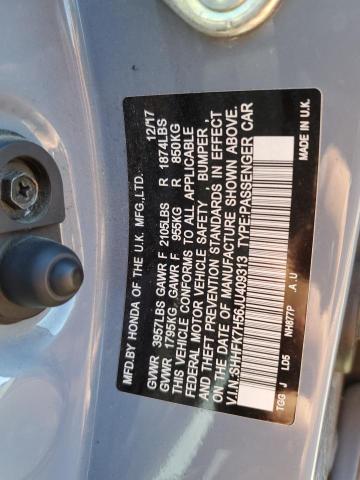 MFD.BY HONDA OF THE U.K. MFG.,LTD. 12/17
GVWR 3957LBS GAWR F 2105LBS R 1874LBS
GVWR 1795KG GAWR F 955KG R 850KG
THIS VEHICLE CONFORMS TO ALL APPLICABLE
FEDERAL MOTOR VEHICLE SAFETY , BUMPER ,
AND THEFT PREVENTION STANDARDS IN EFFECT
ON THE DATE OF MANUFACTURE SHOWN ABOVE.
V.I.N.:SHHFK7H56JU409313 TYPE:PASSENGER CAR
TGG J L05 NH877P .A.U MADE IN U.K.